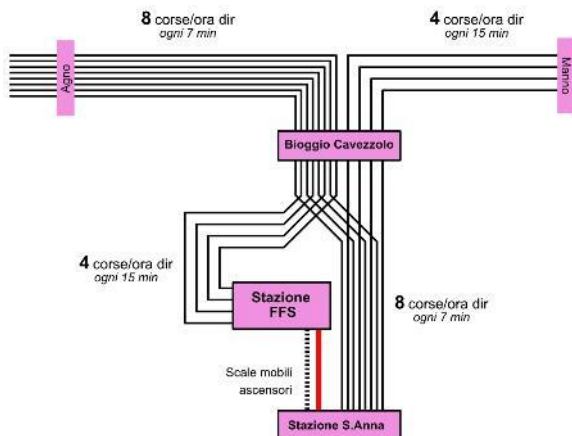 8 corse/ora dir
ogni 7 min
4 corse/ora dir
ogni 15 min
Agno
Manno
Bioggio Cavezzolo
4 corse/ora dir
ogni 15 min
Stazione
FFS
8 corse/ora dir
ogni 7 min
Scale mobili
ascensori
Stazione S.Anna